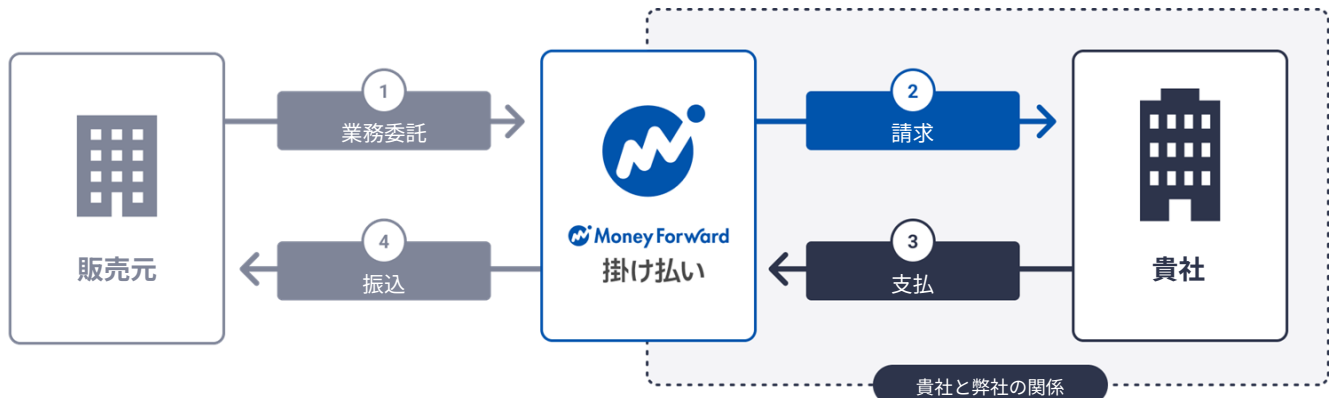 1
業務委託
2
請求
販売元
Money Forward
掛け払い
貴社
4
振込
3
支払
貴社と弊社の関係